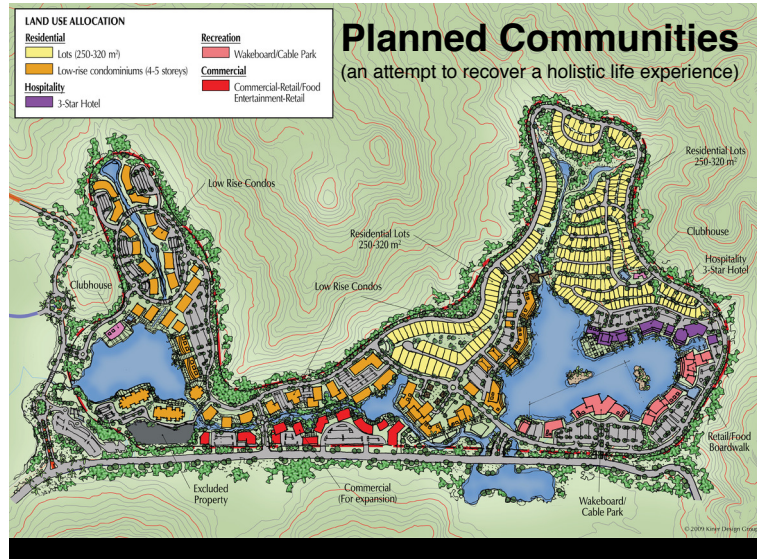 LAND USE ALLOCATION
Residential
Lots (250-320 m²)
Low-rise condominiums (4-5 storeys)
Hospitality
3-Star Hotel
Recreation
Wakeboard/Cable Park
Commercial
Commercial-Retail/Food
Entertainment-Retail
Planned Communities
(an attempt to recover a holistic life experience)
Residential Lots
250-320 m²
Low Rise Condos
Residential Lots
250-320 m²
Clubhouse
Hospitality
3-Star Hotel
Clubhouse
Low Rise Condos
Retail/Food
Boardwalk
Excluded
Property
Commercial
(For expansion)
Wakeboard/
Cable Park
© 2009 Kiner Design Group